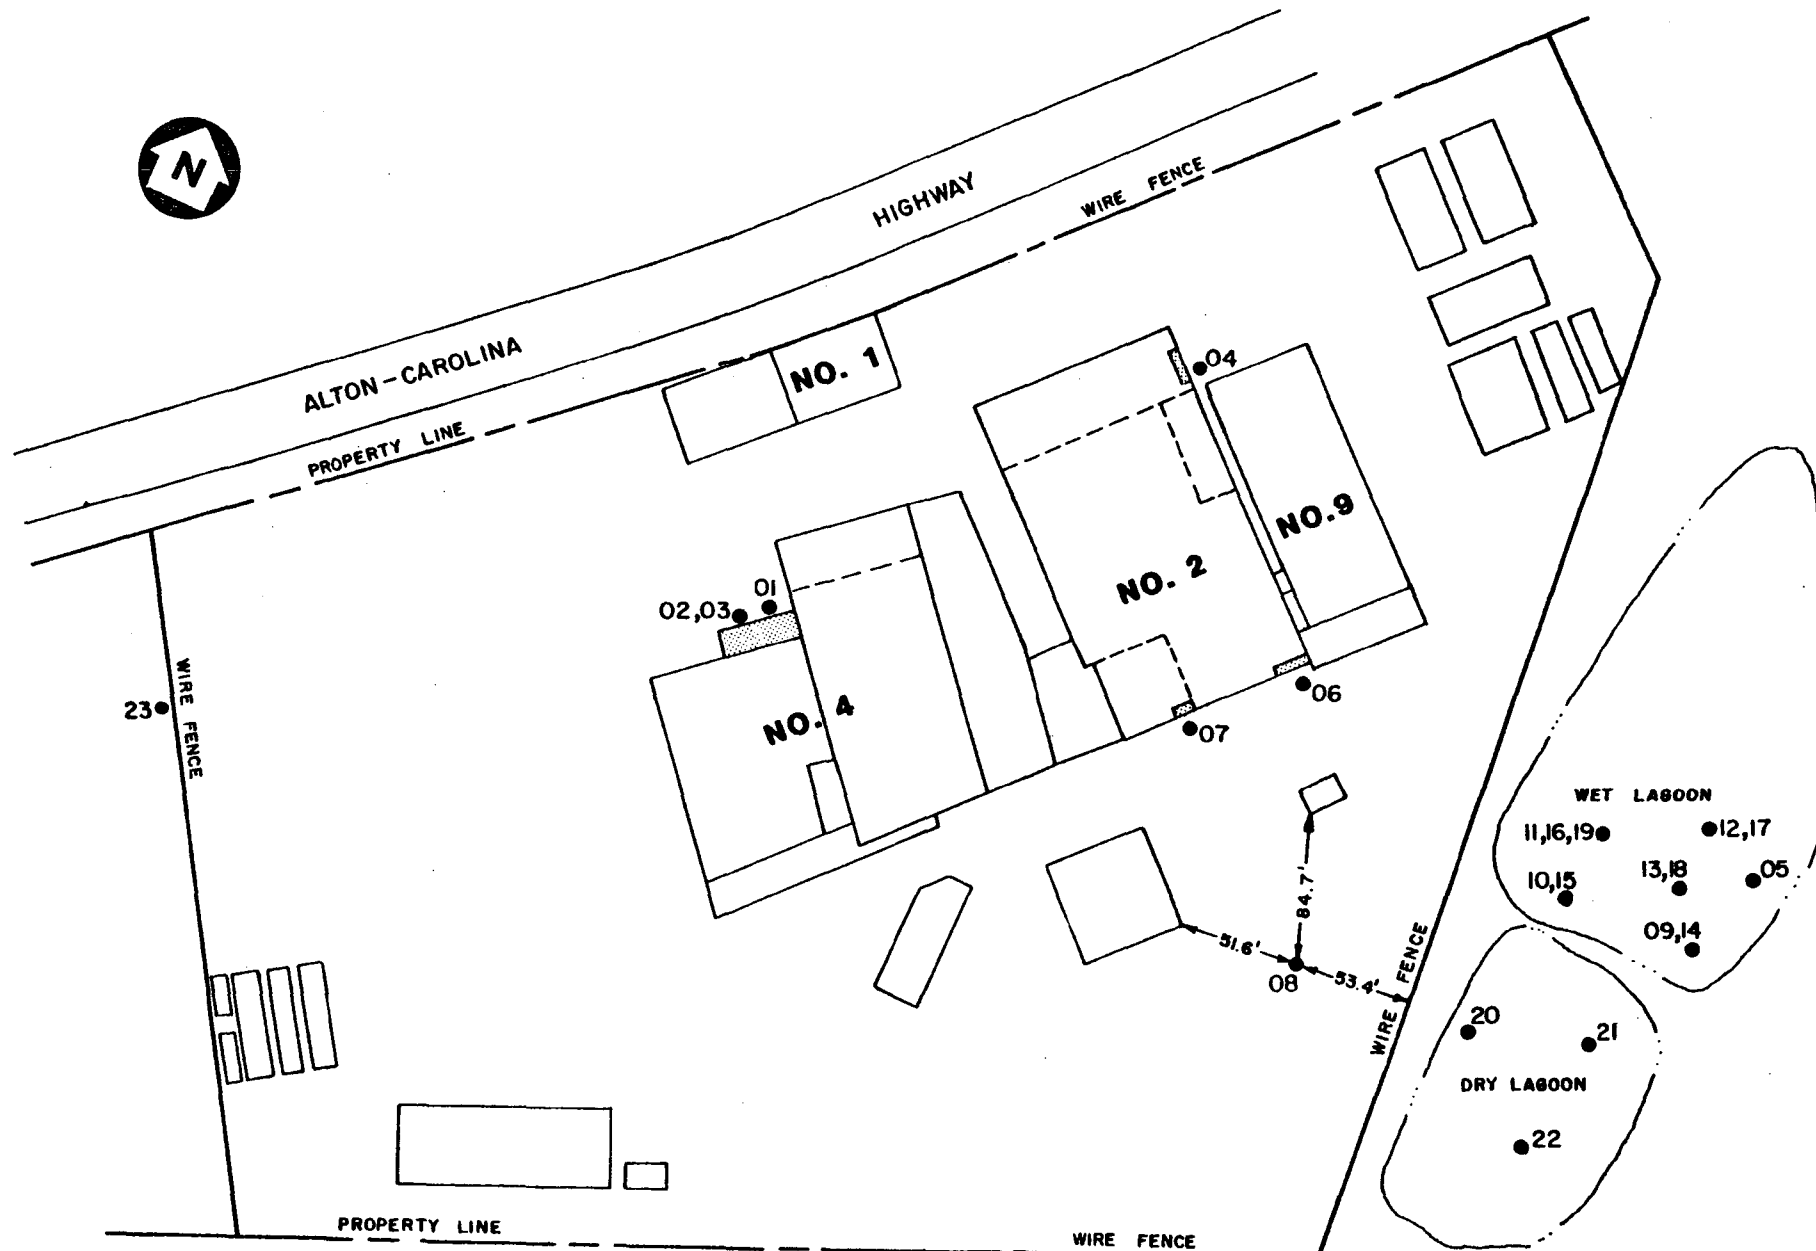 N
HIGHWAY
WIRE FENCE
ALTON-CAROLINA
PROPERTY LINE
NO. 1
04
NO. 9
NO. 2
01
02,03
WIRE FENCE
23
NO. 4
06
07
WET LAGOON
11,16,19
12,17
10,15
13,18
05
09,14
84.7'
51.6'
08
53.4'
WIRE FENCE
20
21
DRY LAGOON
22
PROPERTY LINE
WIRE FENCE